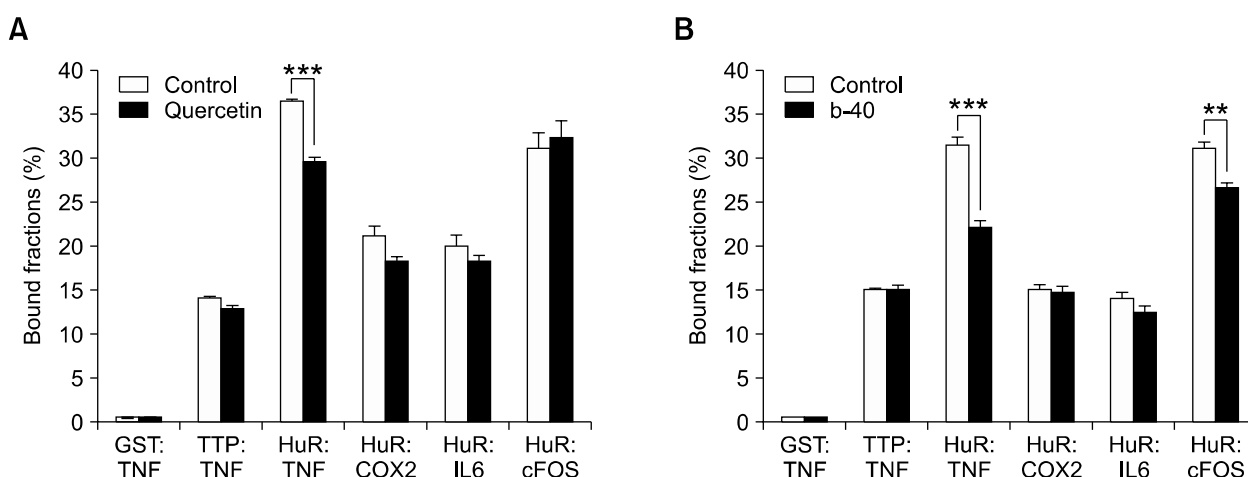 A
Bound fractions (%)
40
35
30
25
20
15
10
5
0
Control
Quercetin
***
GST: TTP: HuR: HuR: HuR: HuR:
TNF TNF TNF COX2 IL6 cFOS
B
Bound fractions (%)
40
35
30
25
20
15
10
5
0
Control
b-40
***
**
GST: TTP: HuR: HuR: HuR: HuR:
TNF TNF TNF COX2 IL6 cFOS